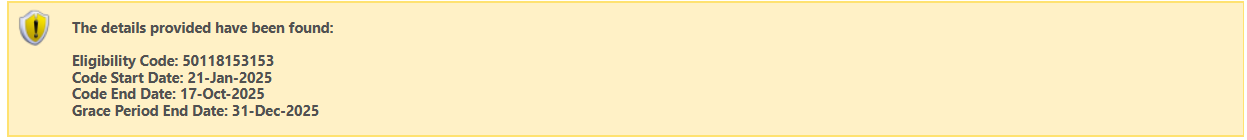 The details provided have been found:
Eligibility Code: 50118153153
Code Start Date: 21-Jan-2025
Code End Date: 17-Oct-2025
Grace Period End Date: 31-Dec-2025